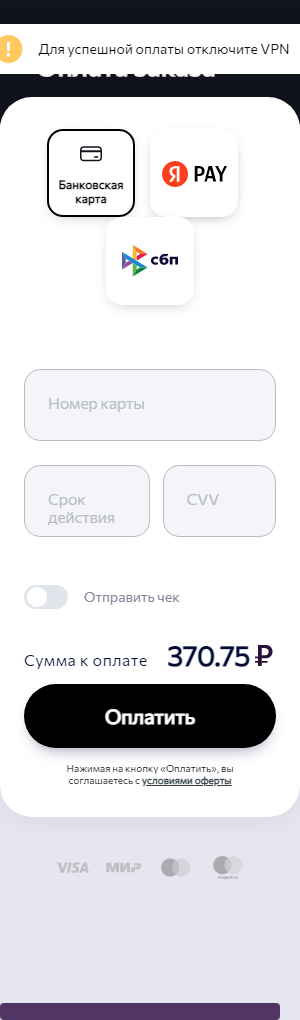 Для успешной оплаты отключите VPN
Оплата заказа
Банковская
карта
Я PAY
сбп
Номер карты
Срок
действия
CVV
Отправить чек
Сумма к оплате 370.75 ₽
Оплатить
Нажимая на кнопку «Оплатить», вы
соглашаетесь с условиями оферты
VISA МИР maestro